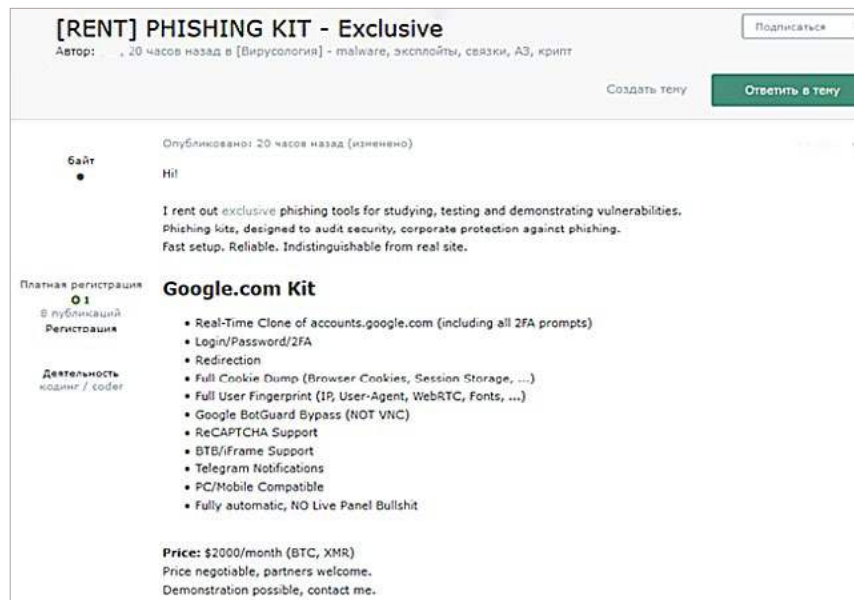 [RENT] PHISHING KIT - Exclusive
Подписаться
Автор: , 20 часов назад в [Вирусология] - malware, эксплойты, связки, АЗ, крипт
Создать тему
Ответить в тему
Опубликовано: 20 часов назад (изменено)
байт
Hi!
I rent out exclusive phishing tools for studying, testing and demonstrating vulnerabilities.
Phishing kits, designed to audit security, corporate protection against phishing.
Fast setup. Reliable. Indistinguishable from real site.
Платная регистрация
1
8 публикаций
Регистрация
Деятельность
кодинг / coder
Google.com Kit
• Real-Time Clone of accounts.google.com (including all 2FA prompts)
• Login/Password/2FA
• Redirection
• Full Cookie Dump (Browser Cookies, Session Storage, ...)
• Full User Fingerprint (IP, User-Agent, WebRTC, Fonts, ...)
• Google BotGuard Bypass (NOT VNC)
• ReCAPTCHA Support
• BTB/iFrame Support
• Telegram Notifications
• PC/Mobile Compatible
• Fully automatic, NO Live Panel Bullshit
Price: $2000/month (BTC, XMR)
Price negotiable, partners welcome.
Demonstration possible, contact me.